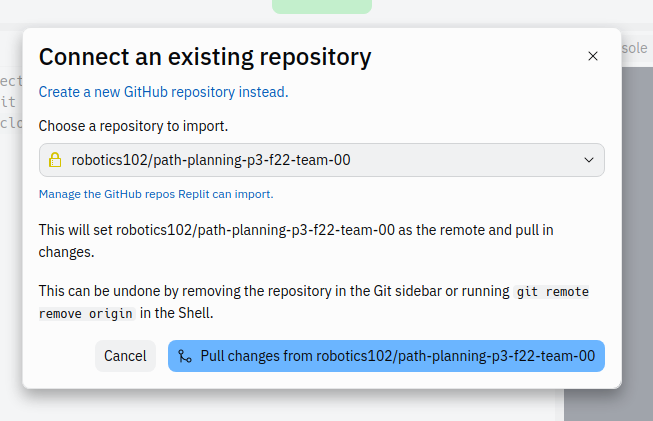 Connect an existing repository
sole
Create a new GitHub repository instead.
ect
it
clo
Choose a repository to import.
robotics102/path-planning-p3-f22-team-00
Manage the GitHub repos Replit can import.
This will set robotics102/path-planning-p3-f22-team-00 as the remote and pull in
changes.
This can be undone by removing the repository in the Git sidebar or running git remote
remove origin in the Shell.
Cancel
Pull changes from robotics102/path-planning-p3-f22-team-00